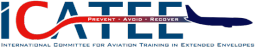 ICATEE
PREVENT • AVOID • RECOVER
INTERNATIONAL COMMITTEE FOR AVIATION TRAINING IN EXTENDED ENVELOPES